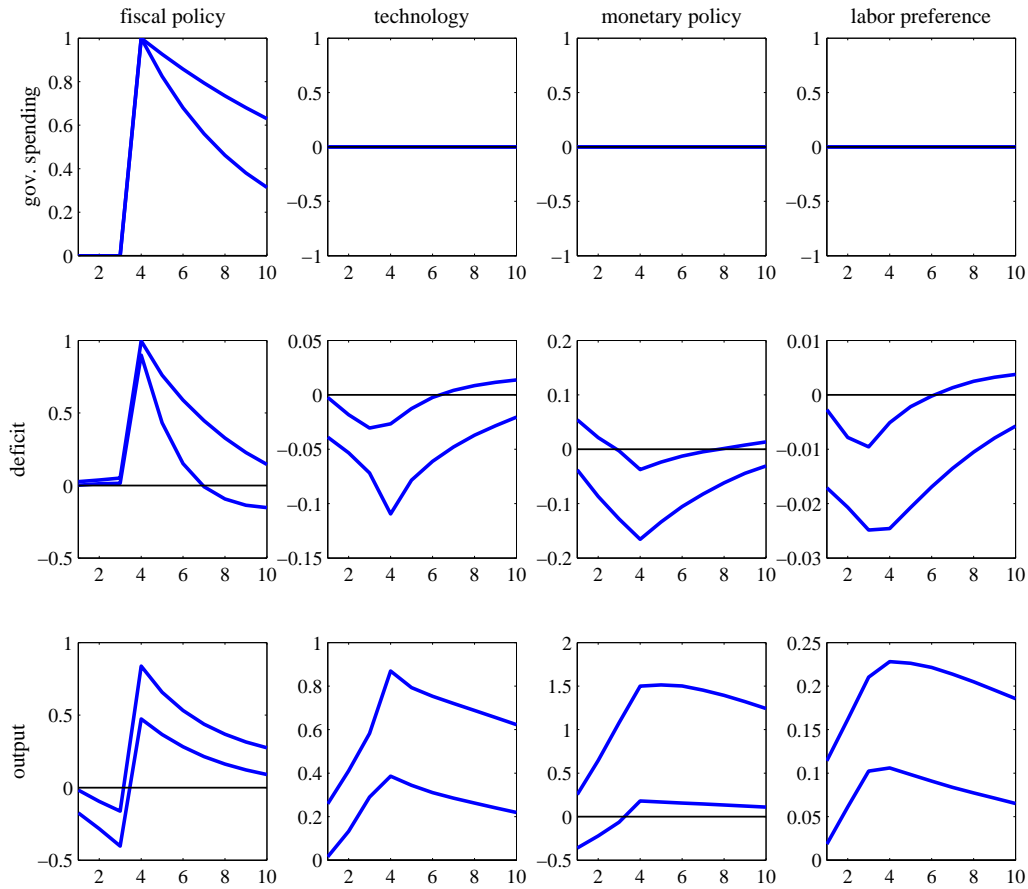 fiscal policy technology monetary policy labor preference
gov. spending
1 1 1 1
0.8 0.5 0.5 0.5
0.6
0 0 0
0.4
0.2 −0.5 −0.5 −0.5
0 −1 −1 −1
2 4 6 8 10 2 4 6 8 10 2 4 6 8 10 2 4 6 8 10
deficit
1 0.05 0.2 0.01
0 0.1 0
0.5
−0.05 0 −0.01
0
−0.1 −0.1 −0.02
−0.5 −0.15 −0.2 −0.03
2 4 6 8 10 2 4 6 8 10 2 4 6 8 10 2 4 6 8 10
output
1 1 2 0.25
0.8 1.5 0.2
0.5
0.6 1 0.15
0.4 0.5 0.1
0
0.2 0 0.05
−0.5 0 −0.5 0
2 4 6 8 10 2 4 6 8 10 2 4 6 8 10 2 4 6 8 10